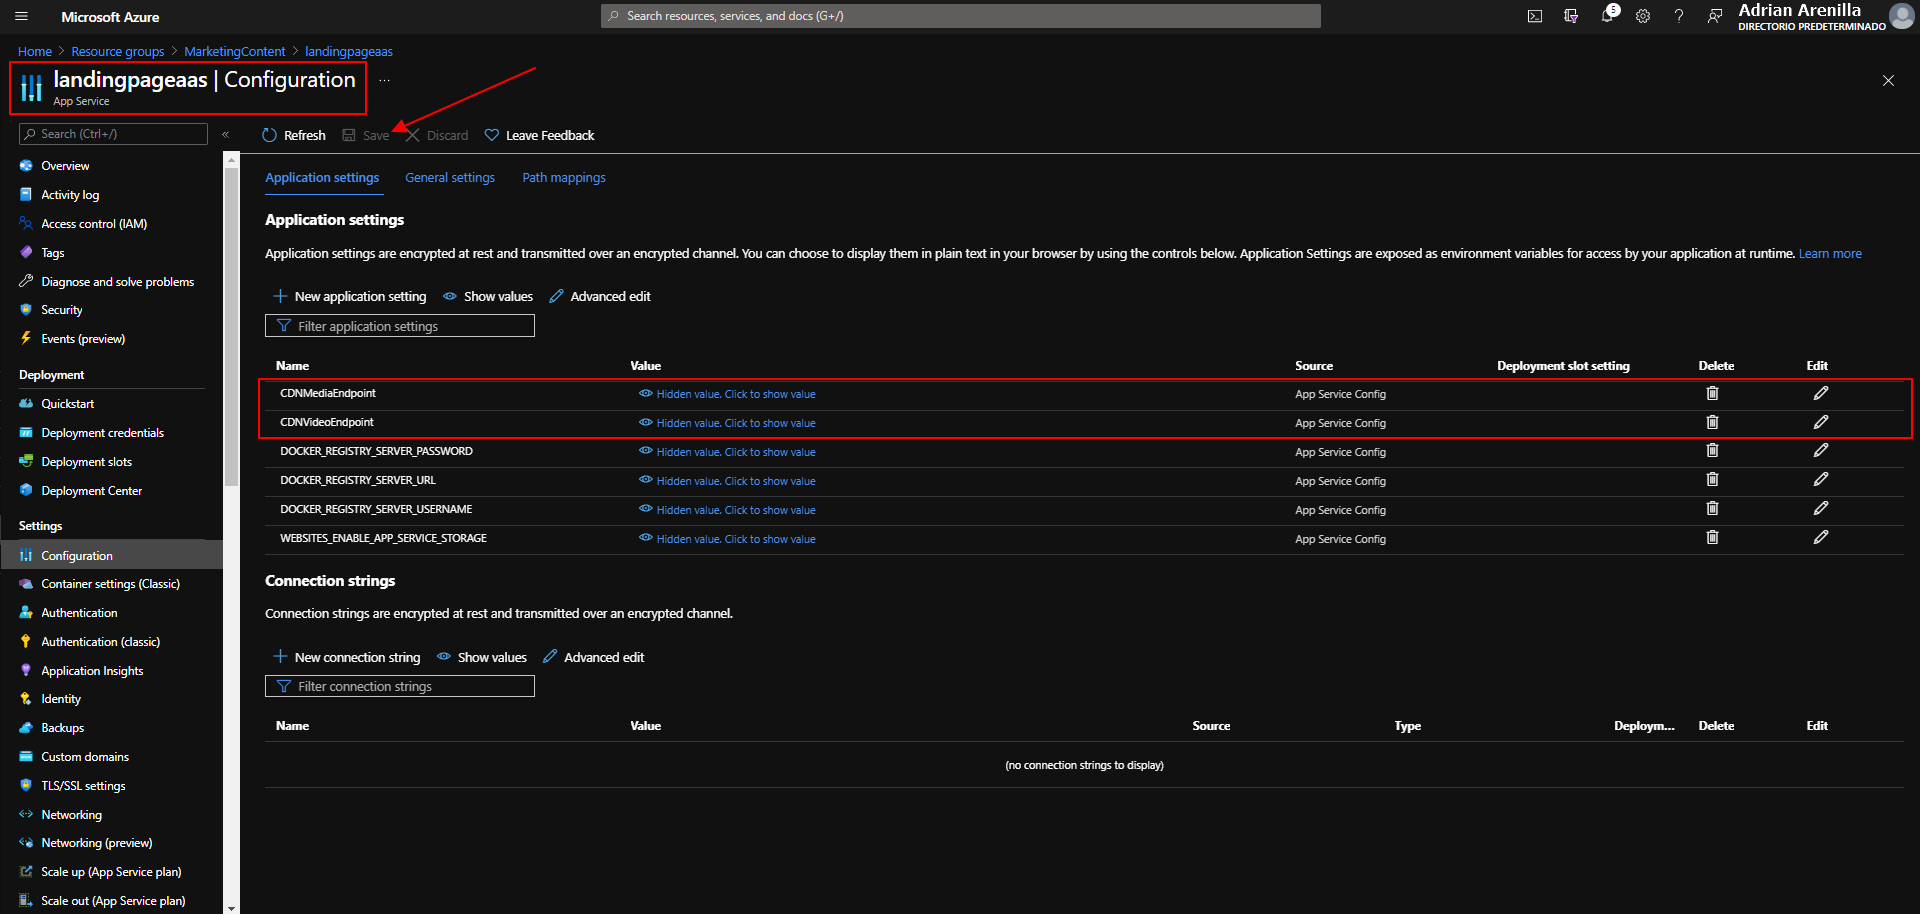 Microsoft Azure
Search resources, services, and docs (G+/)
5
Adrian Arenilla
DIRECTORIO PREDETERMINADO
Home > Resource groups > MarketingContent > landingpageaas
landingpageaas | Configuration ...
App Service
Search (Ctrl+/)
«
Refresh Save Discard Leave Feedback
Overview
Activity log
Access control (IAM)
Tags
Diagnose and solve problems
Security
Events (preview)
Deployment
Quickstart
Deployment credentials
Deployment slots
Deployment Center
Settings
Configuration
Container settings (Classic)
Authentication
Authentication (classic)
Application Insights
Identity
Backups
Custom domains
TLS/SSL settings
Networking
Networking (preview)
Scale up (App Service plan)
Scale out (App Service plan)
Application settings General settings Path mappings
Application settings
Application settings are encrypted at rest and transmitted over an encrypted channel. You can choose to display them in plain text in your browser by using the controls below. Application Settings are exposed as environment variables for access by your application at runtime. Learn more
New application setting Show values Advanced edit
Filter application settings
Name Value Source Deployment slot setting Delete Edit
CDNMediaEndpoint Hidden value. Click to show value App Service Config
CDNVideoEndpoint Hidden value. Click to show value App Service Config
DOCKER_REGISTRY_SERVER_PASSWORD Hidden value. Click to show value App Service Config
DOCKER_REGISTRY_SERVER_URL Hidden value. Click to show value App Service Config
DOCKER_REGISTRY_SERVER_USERNAME Hidden value. Click to show value App Service Config
WEBSITES_ENABLE_APP_SERVICE_STORAGE Hidden value. Click to show value App Service Config
Connection strings
Connection strings are encrypted at rest and transmitted over an encrypted channel.
New connection string Show values Advanced edit
Filter connection strings
Name Value Source Type Deploym... Delete Edit
(no connection strings to display)